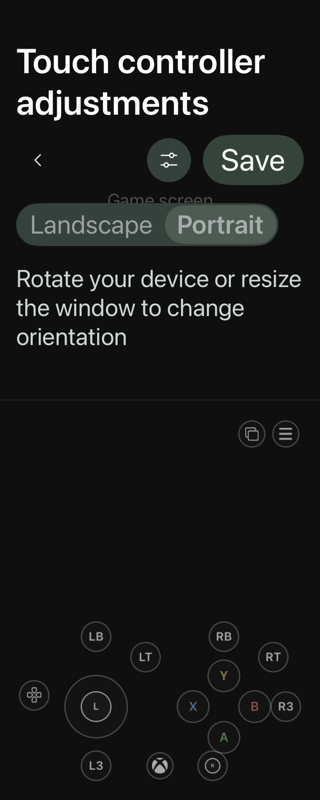 Touch controller
adjustments
Save
Game screen
Landscape Portrait
Rotate your device or resize
the window to change
orientation
LB RB
LT RT
Y
L X B R3
A
L3 R